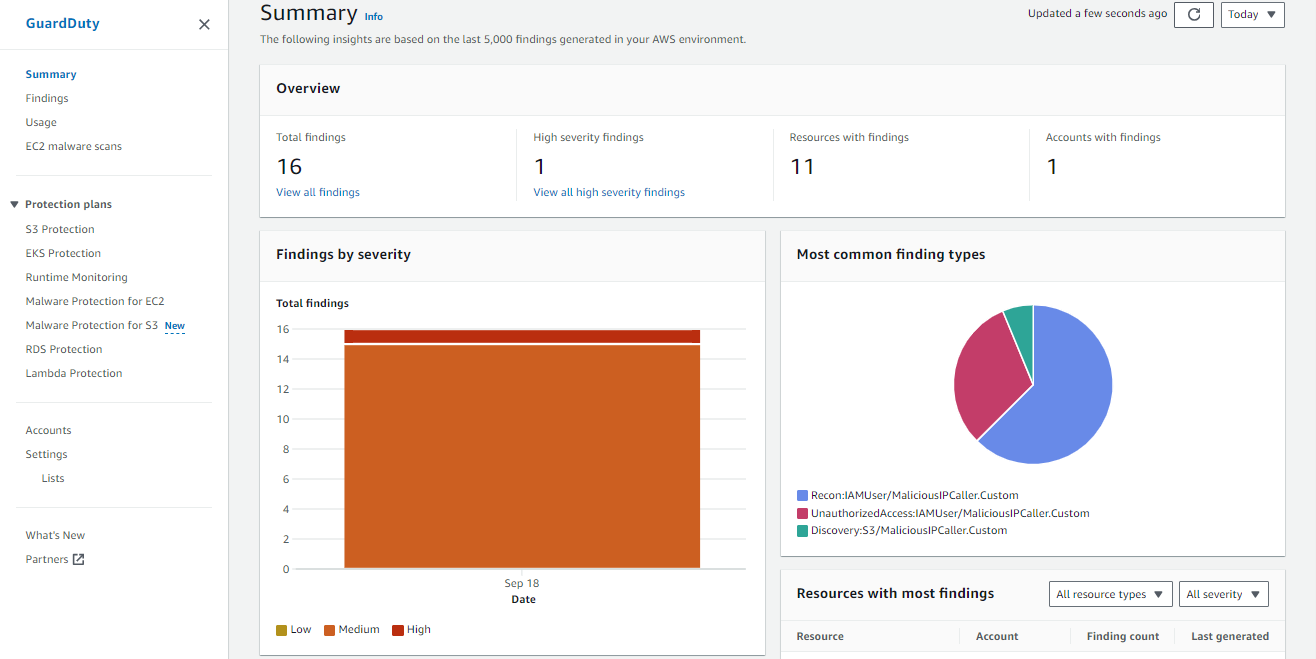 GuardDuty
Summary
Findings
Usage
EC2 malware scans
Protection plans
S3 Protection
EKS Protection
Runtime Monitoring
Malware Protection for EC2
Malware Protection for S3 New
RDS Protection
Lambda Protection
Accounts
Settings
Lists
What's New
Partners
Summary Info
Updated a few seconds ago
Today
The following insights are based on the last 5,000 findings generated in your AWS environment.
Overview
Total findings
16
View all findings
High severity findings
1
View all high severity findings
Resources with findings
11
Accounts with findings
1
Findings by severity
Total findings
16
14
12
10
8
6
4
2
0
Sep 18
Date
Low Medium High
Most common finding types
Recon:IAMUser/MaliciousIPCaller.Custom
UnauthorizedAccess:IAMUser/MaliciousIPCaller.Custom
Discovery:S3/MaliciousIPCaller.Custom
Resources with most findings
All resource types
All severity
Resource Account Finding count Last generated